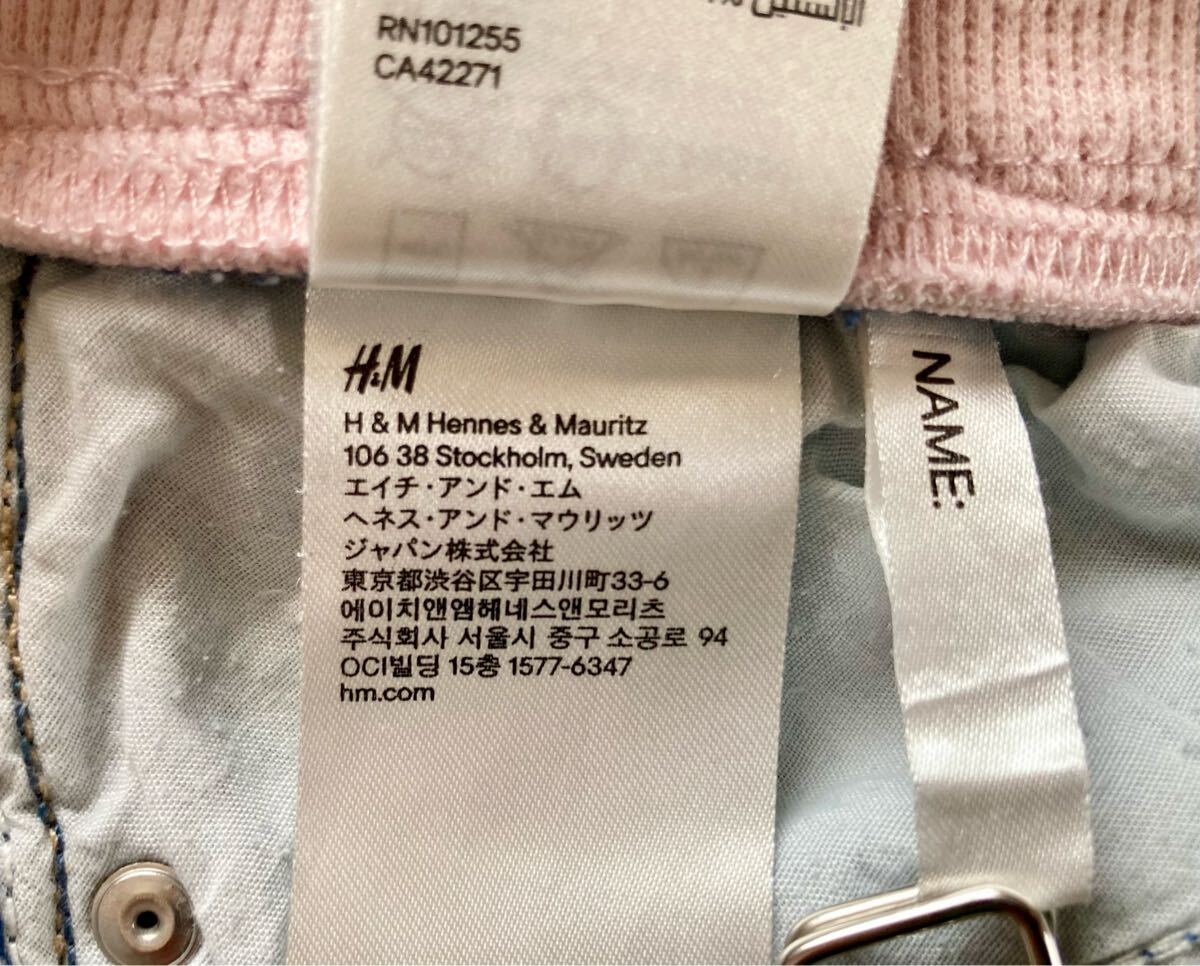 RN101255
CA42271
H&M
H & M Hennes & Mauritz
106 38 Stockholm, Sweden
エイチ・アンド・エム
ヘネス・アンド・マウリッツ
ジャパン株式会社
東京都渋谷区宇田川町33-6
에이치앤엠헤네스앤모리츠
주식회사 서울시 중구 소공로 94
OCI빌딩 15층 1577-6347
hm.com
NAME: